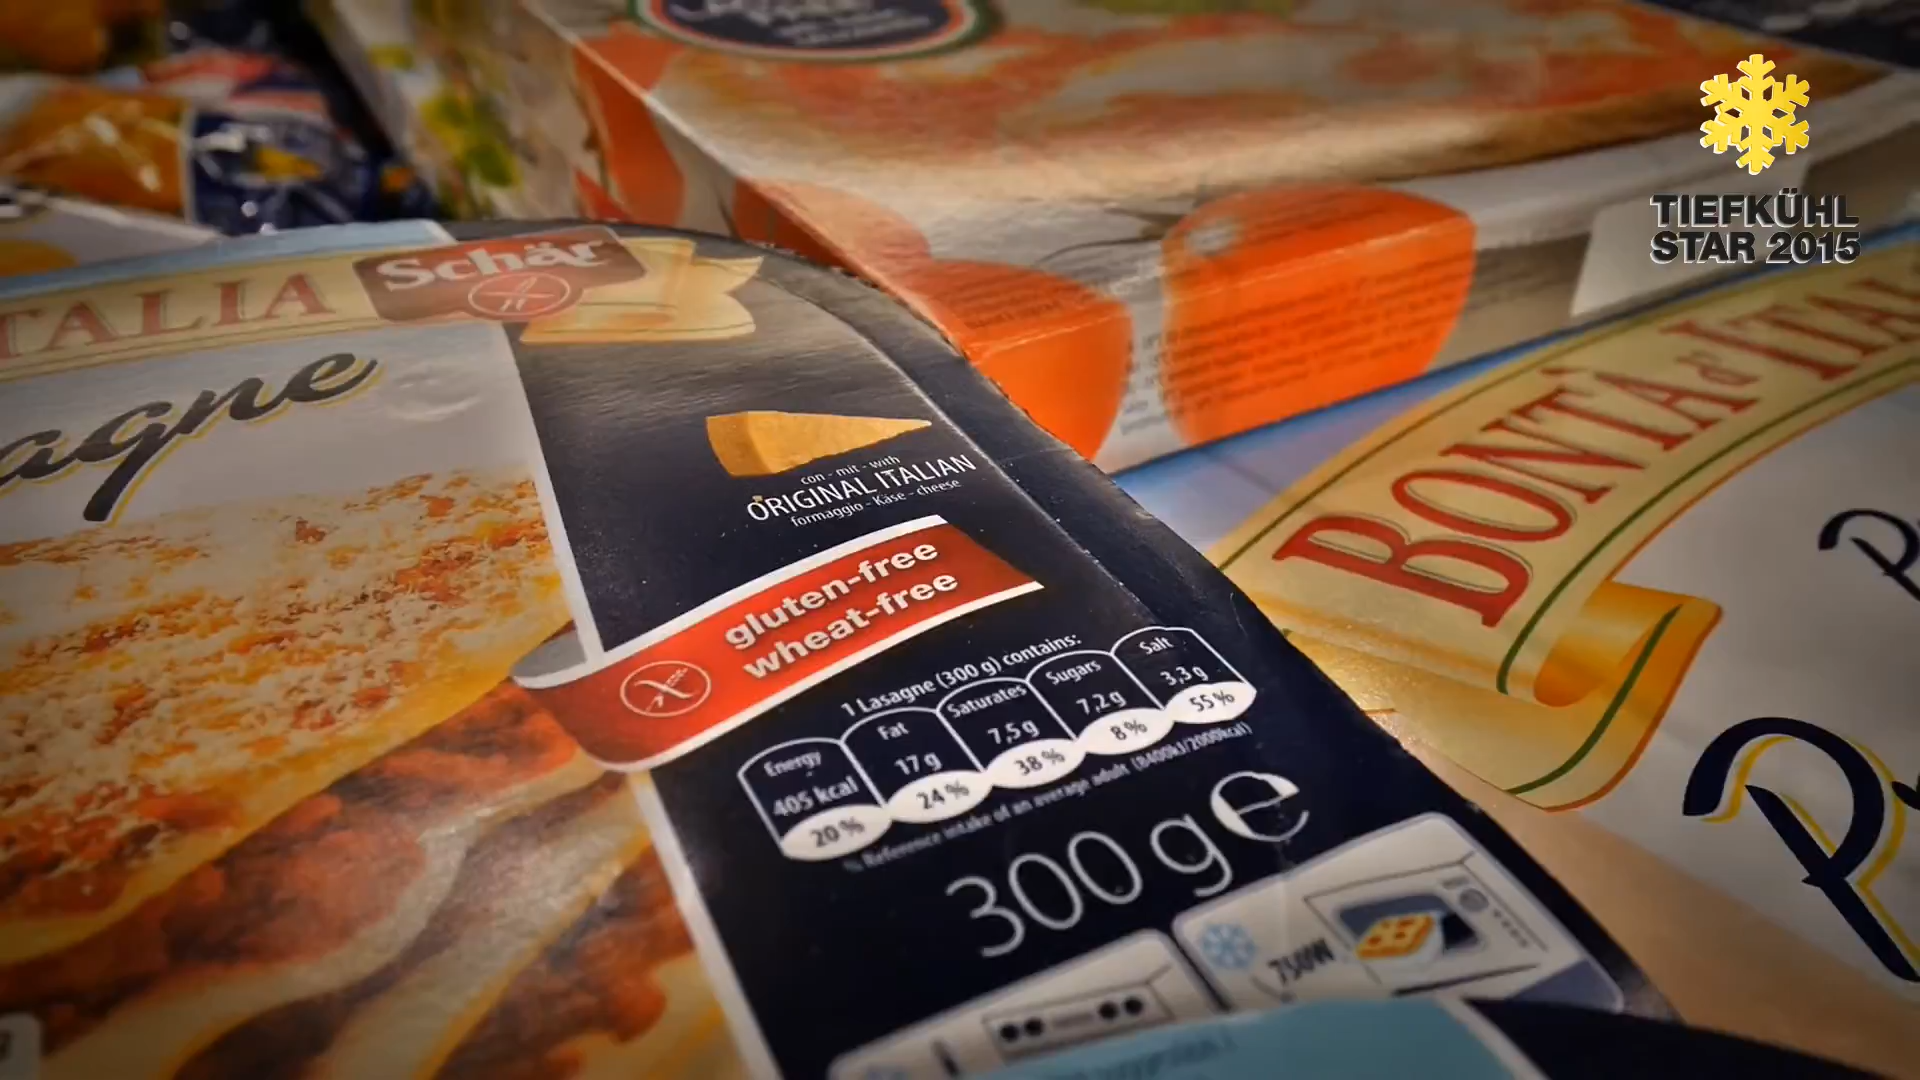 TIEFKÜHL
STAR 2015
TALIA
Schär
agne
con - mit - with
ORIGINAL ITALIAN
formaggio - Käse - cheese
gluten-free
wheat-free
1 Lasagne (300 g) contains:
Energy
405 kcal
20 %
Fat
17 g
24 %
Saturates
7,5 g
38 %
Sugars
7,2 g
8 %
Salt
3,3 g
55 %
% Reference intake of an average adult (8400kJ/2000kcal)
300 g e
750W
BONTÀ d'ITAL